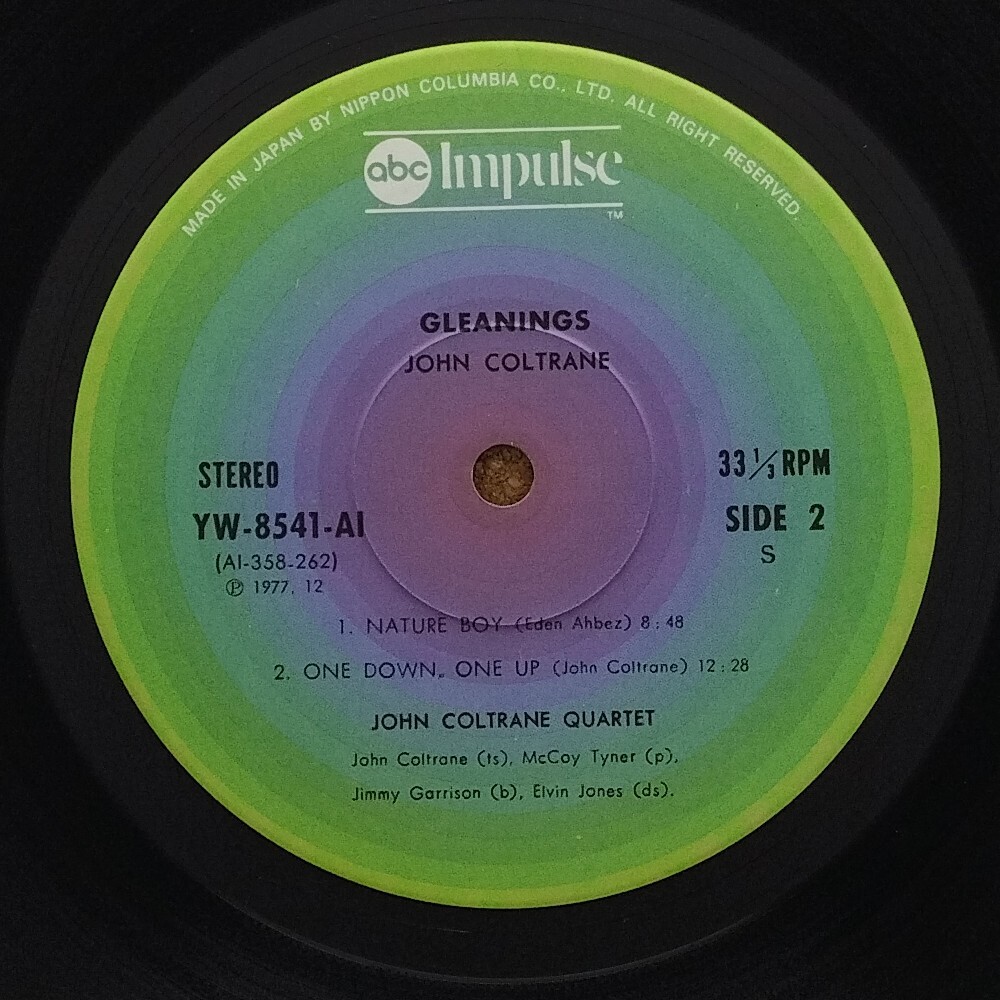 MADE IN JAPAN BY NIPPON COLUMBIA CO., LTD. ALL RIGHT RESERVED.
abc Impulse
TM
GLEANINGS
JOHN COLTRANE
STEREO
33 1/3 RPM
YW-8541-AI
SIDE 2
(AI-358-262)
S
Ⓟ 1977. 12
1. NATURE BOY (Eden Ahbez) 8:48
2. ONE DOWN, ONE UP (John Coltrane) 12:28
JOHN COLTRANE QUARTET
John Coltrane (ts), McCoy Tyner (p),
Jimmy Garrison (b), Elvin Jones (ds).